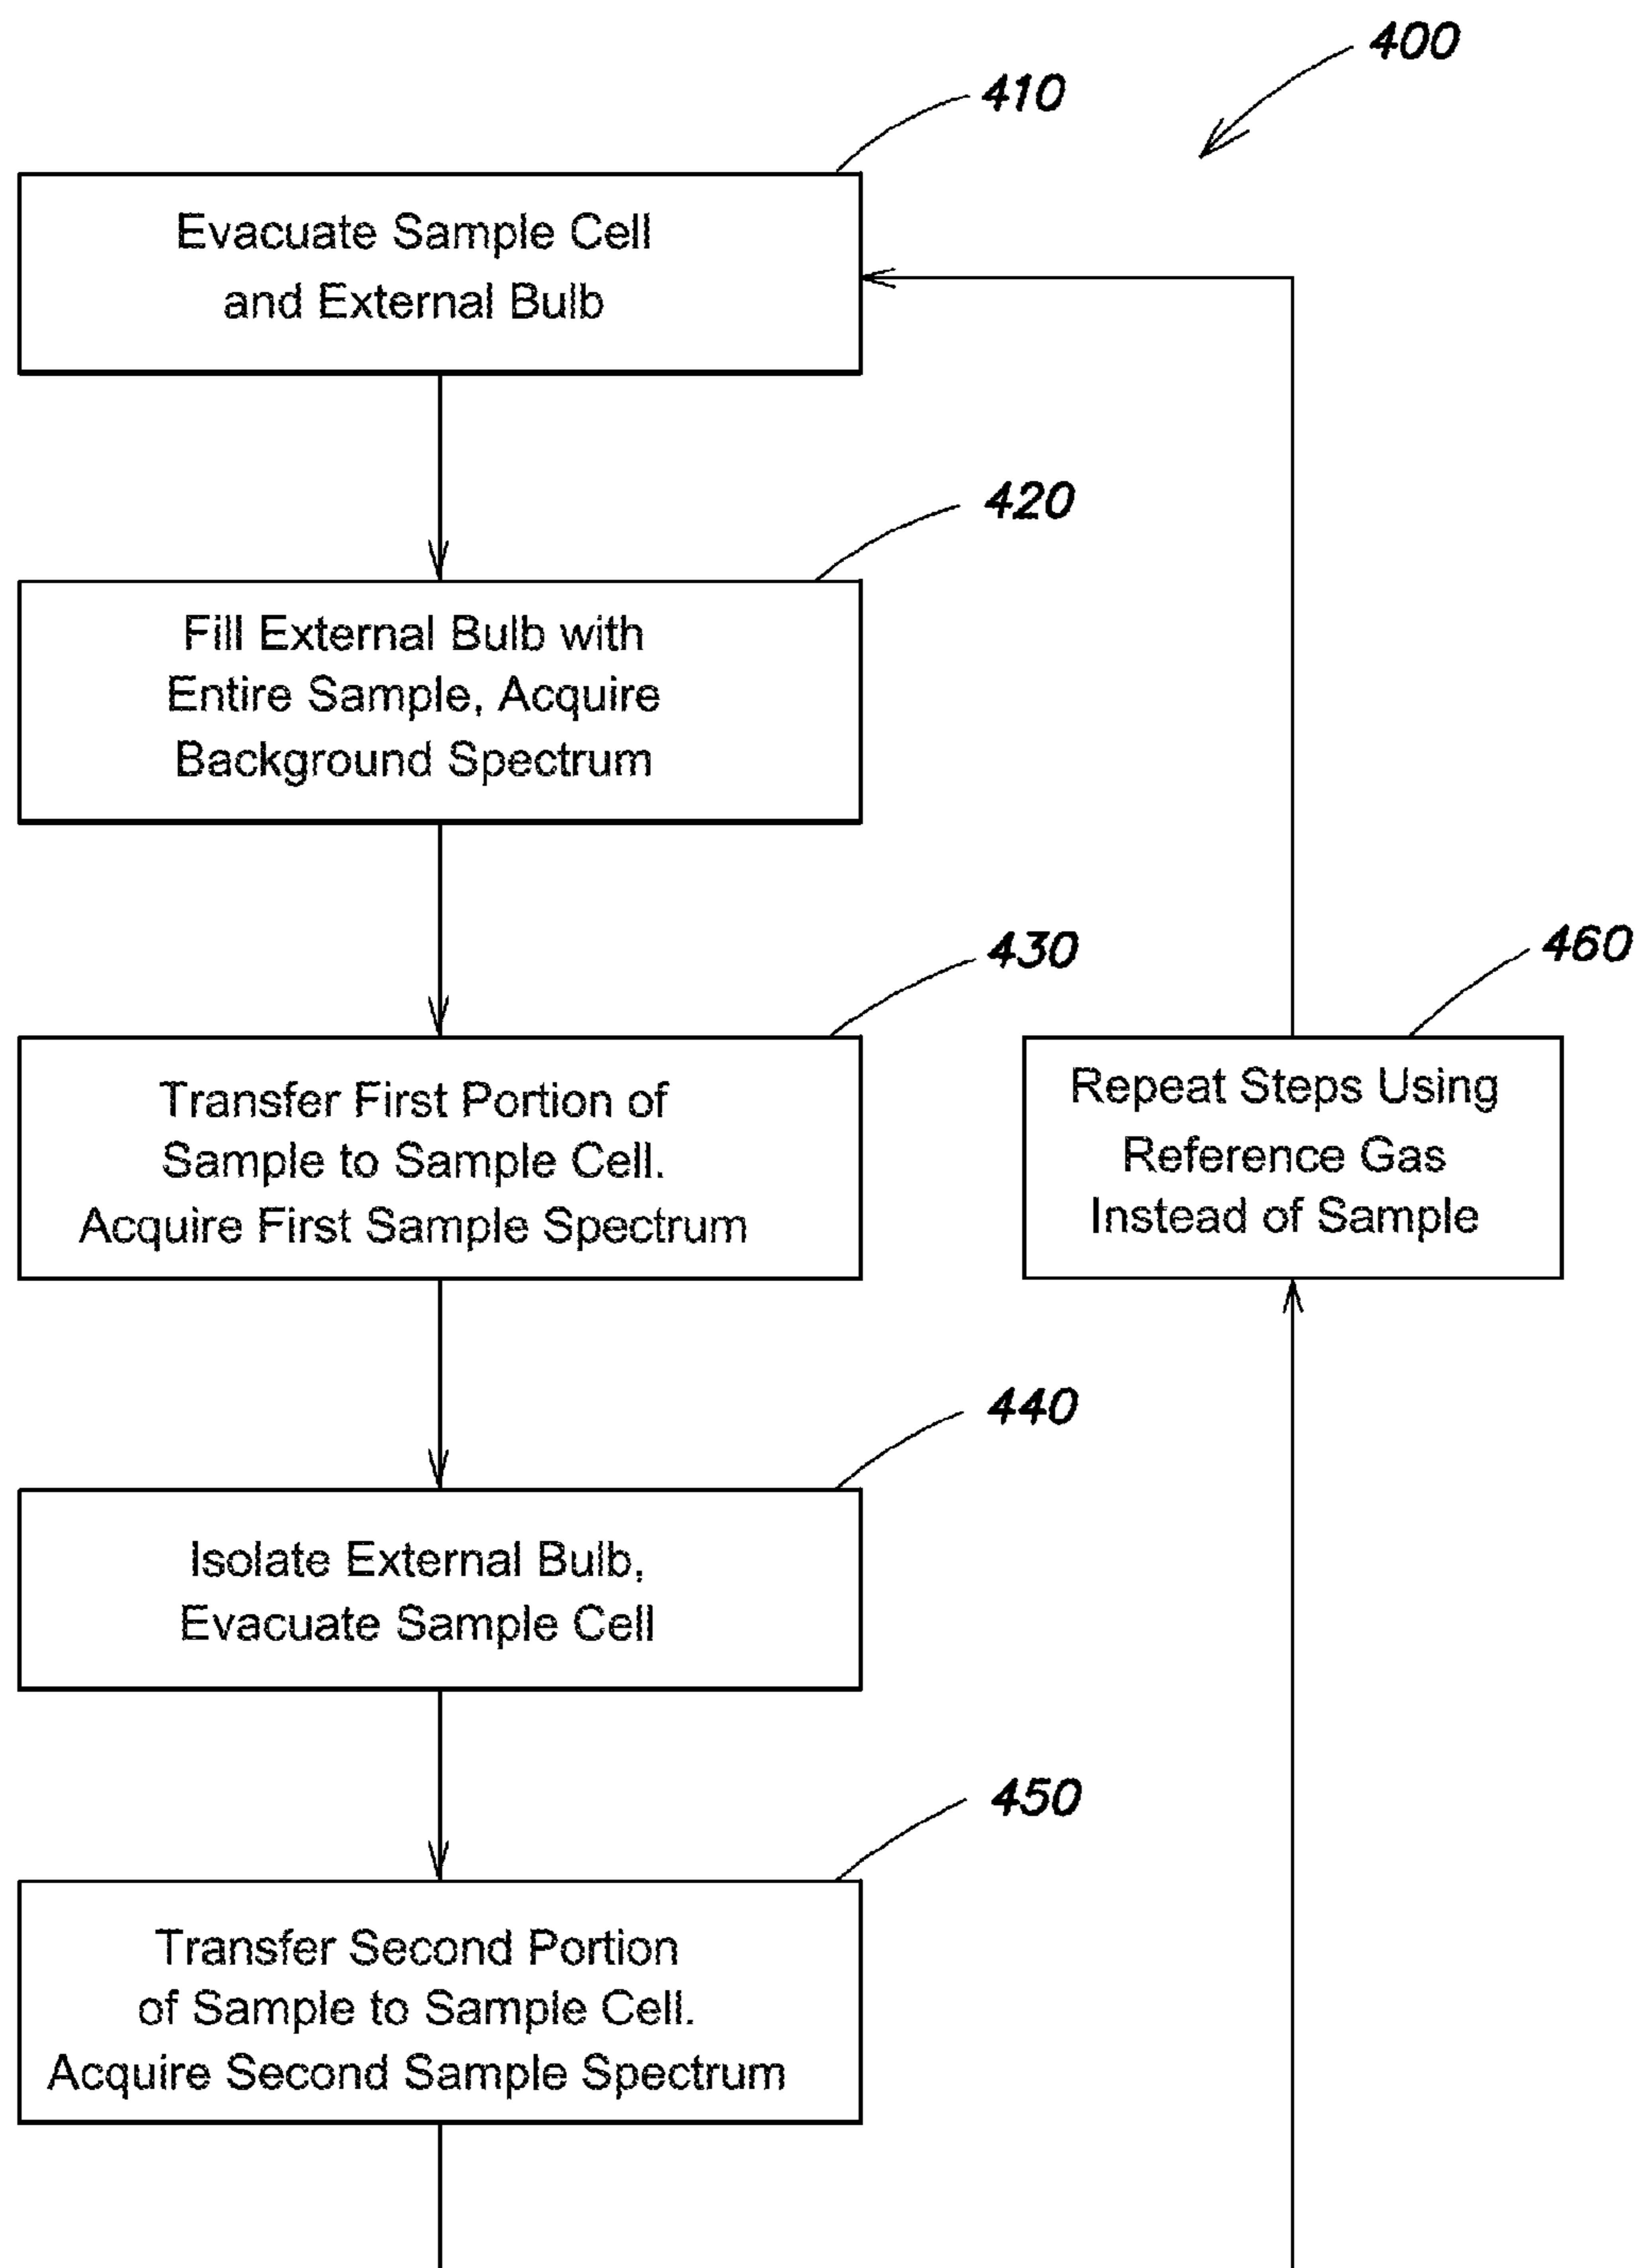 400
410
Evacuate Sample Cell
and External Bulb
420
Fill External Bulb with
Entire Sample, Acquire
Background Spectrum
430
Transfer First Portion of
Sample to Sample Cell.
Acquire First Sample Spectrum
460
Repeat Steps Using
Reference Gas
Instead of Sample
440
Isolate External Bulb,
Evacuate Sample Cell
450
Transfer Second Portion
of Sample to Sample Cell.
Acquire Second Sample Spectrum